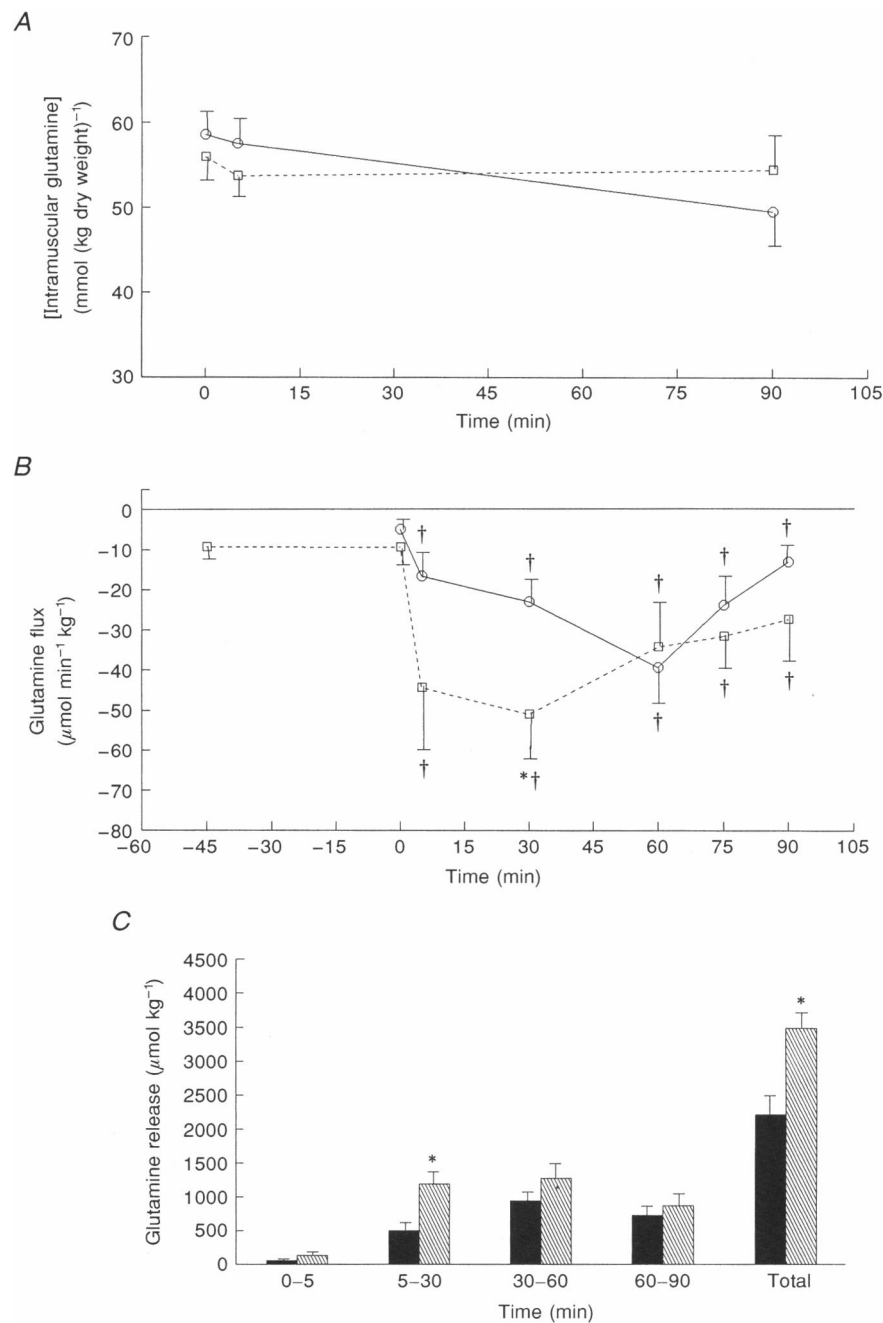 A
70
60
50
40
30
[Intramuscular glutamine]
(mmol (kg dry weight)⁻¹)
0 15 30 45 60 75 90 105
Time (min)
B
0
−10
−20
−30
−40
−50
−60
−70
−80
Glutamine flux
(μmol min⁻¹ kg⁻¹)
† † † † †
† *† † † †
−60 −45 −30 −15 0 15 30 45 60 75 90 105
Time (min)
C
4500
4000
3500
3000
2500
2000
1500
1000
500
0
Glutamine release (μmol kg⁻¹)
* *
0–5 5–30 30–60 60–90 Total
Time (min)